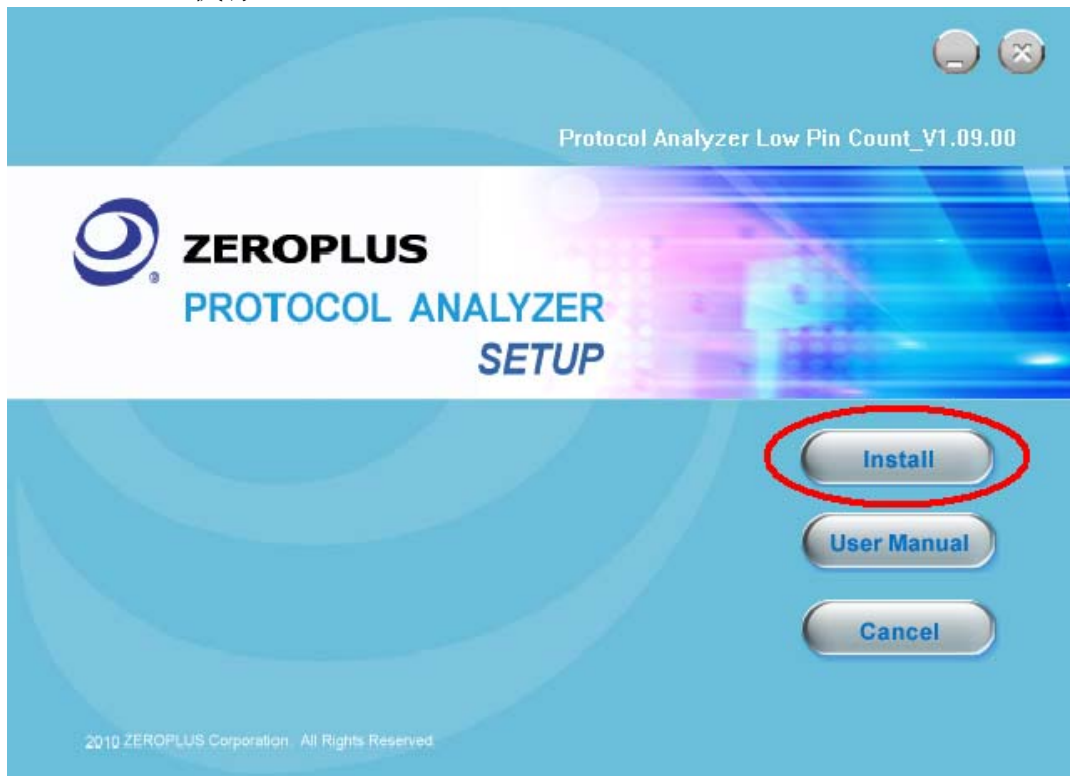 Protocol Analyzer Low Pin Count_V1.09.00
ZEROPLUS
®
PROTOCOL ANALYZER
SETUP
Install
User Manual
Cancel
2010 ZEROPLUS Corporation. All Rights Reserved.